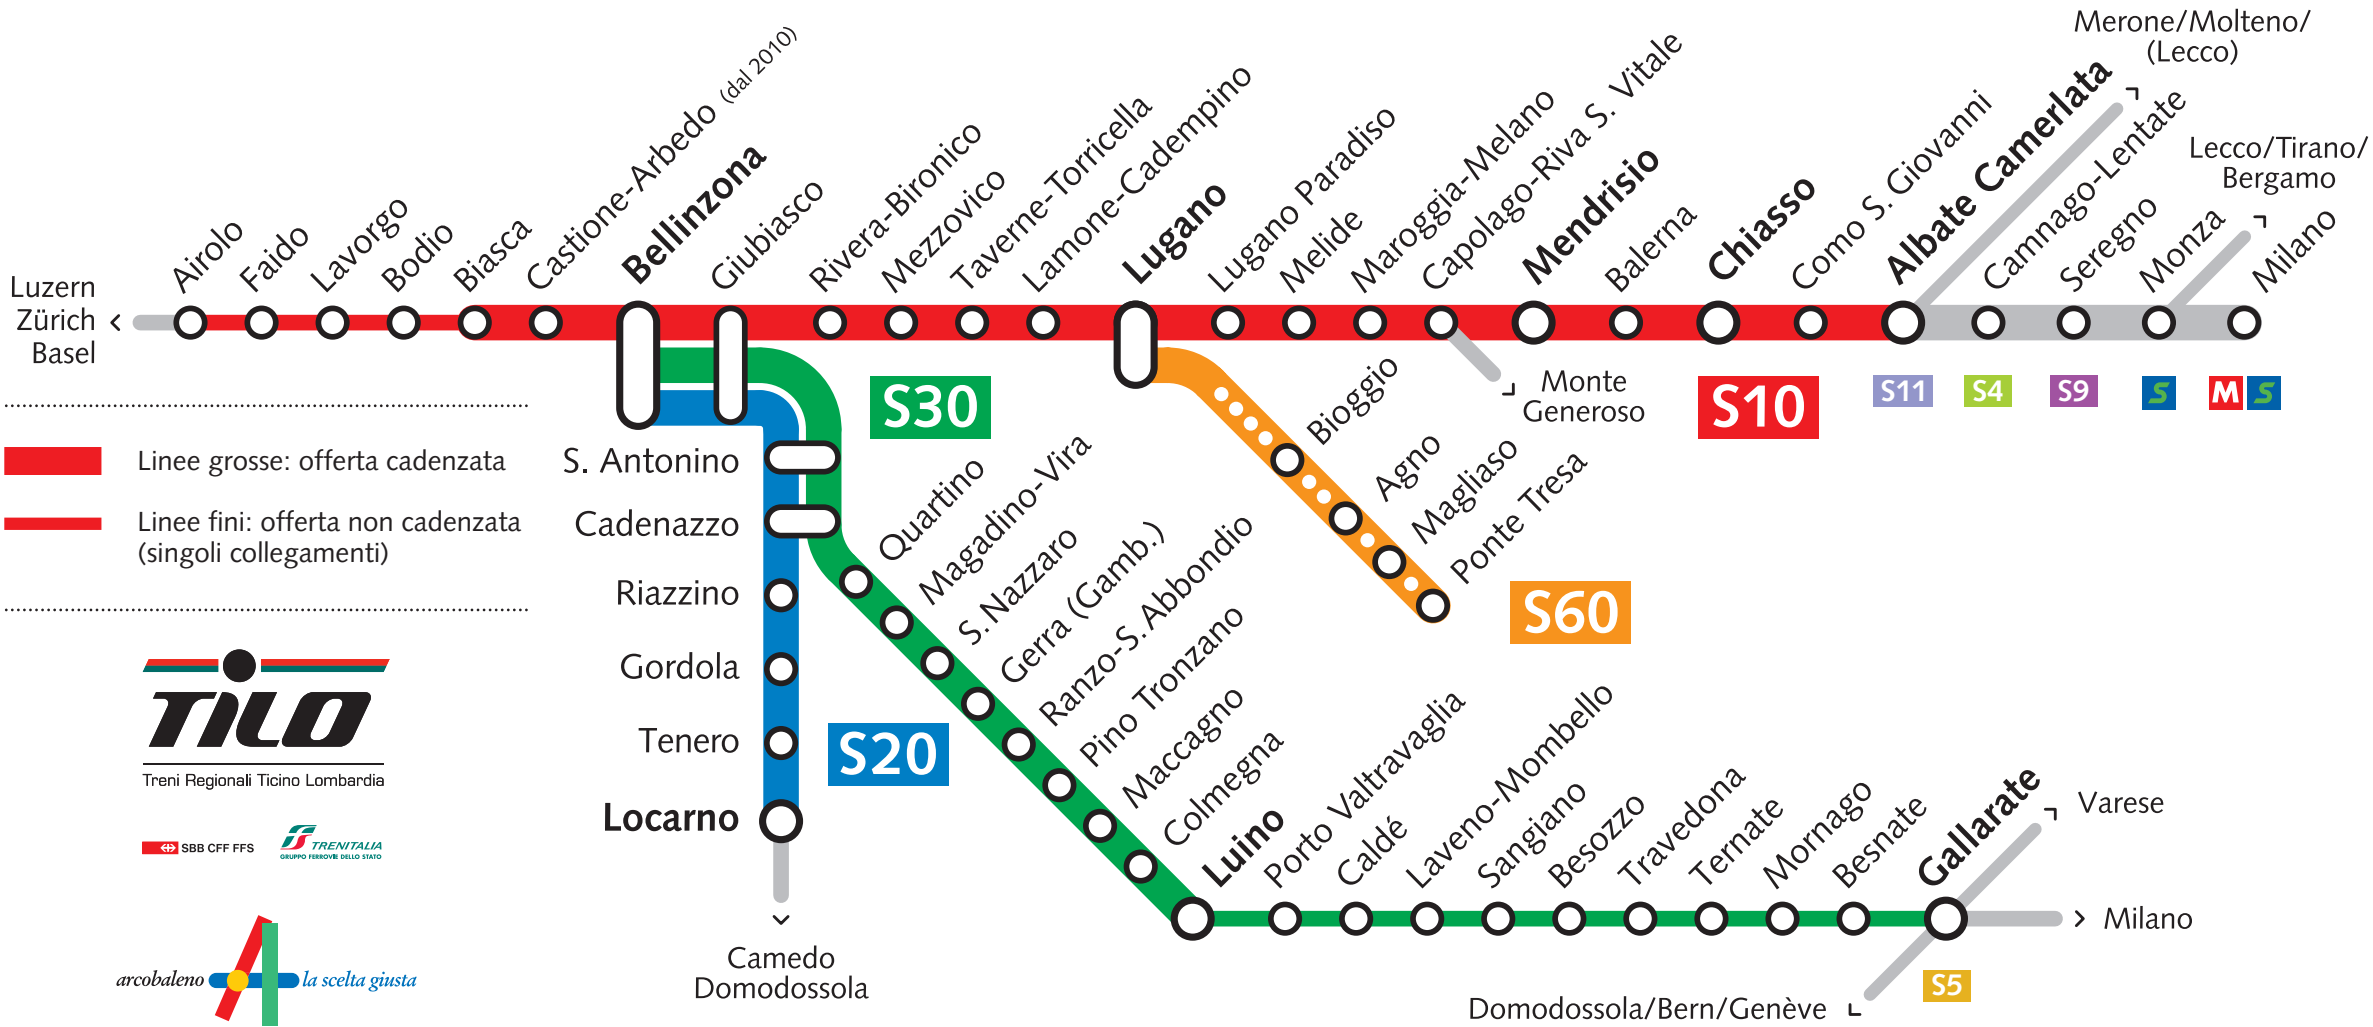 Merone/Molteno/
(Lecco)
Lecco/Tirano/
Bergamo
Luzern
Zürich
Basel
Airolo
Faido
Lavorgo
Bodio
Biasca
Castione-Arbedo (dal 2010)
Bellinzona
Giubiasco
Rivera-Bironico
Mezzovico
Taverne-Torricella
Lamone-Cadempino
Lugano
Lugano Paradiso
Melide
Maroggia-Melano
Capolago-Riva S. Vitale
Mendrisio
Balerna
Chiasso
Como S. Giovanni
Albate Camerlata
Camnago-Lentate
Seregno
Monza
Milano
S11
S4
S9
S
M S
S30
S10
Monte
Generoso
Bioggio
Agno
Magliaso
Ponte Tresa
S60
Linee grosse: offerta cadenzata
Linee fini: offerta non cadenzata
(singoli collegamenti)
S. Antonino
Cadenazzo
Riazzino
Gordola
Tenero
Locarno
S20
Camedo
Domodossola
Quartino
Magadino-Vira
S. Nazzaro
Gerra (Gamb.)
Ranzo-S. Abbondio
Pino Tronzano
Maccagno
Colmegna
Luino
Porto Valtravaglia
Caldé
Laveno-Mombello
Sangiano
Besozzo
Travedona
Ternate
Mornago
Besnate
Gallarate
Varese
Milano
S5
Domodossola/Bern/Genève
TILO
Treni Regionali Ticino Lombardia
SBB CFF FFS
TRENITALIA
GRUPPO FERROVIE DELLO STATO
arcobaleno la scelta giusta